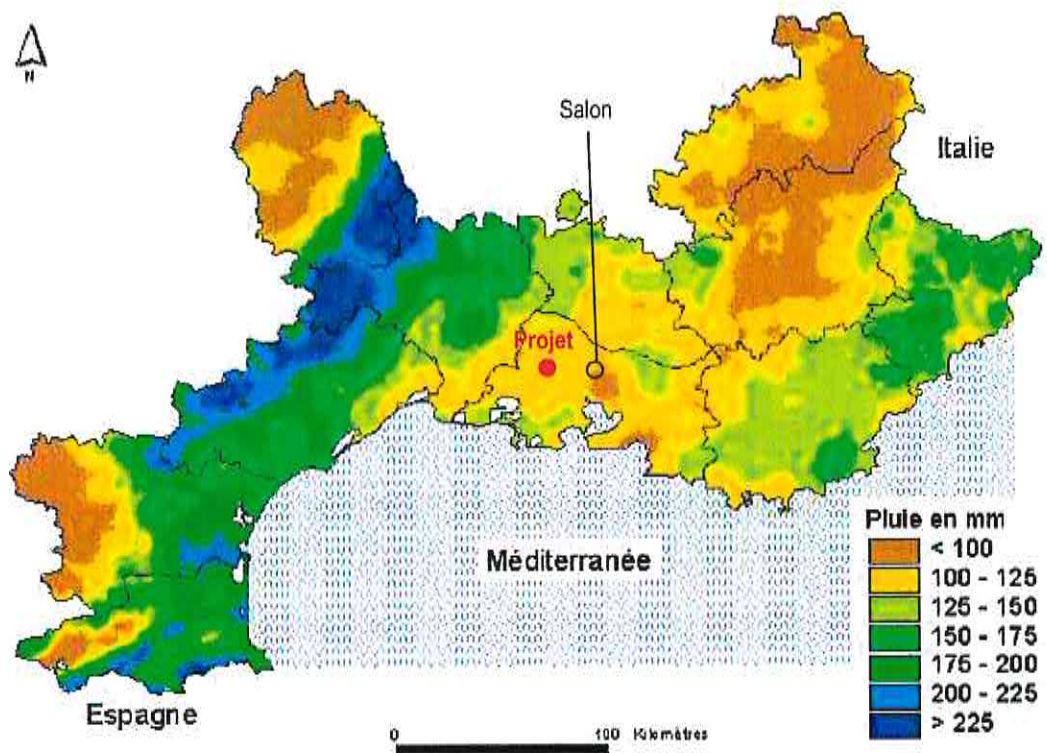 N
Salon
Italie
Projet
Méditerranée
Espagne
Pluie en mm
< 100
100 - 125
125 - 150
150 - 175
175 - 200
200 - 225
> 225
0 100 Kilomètres